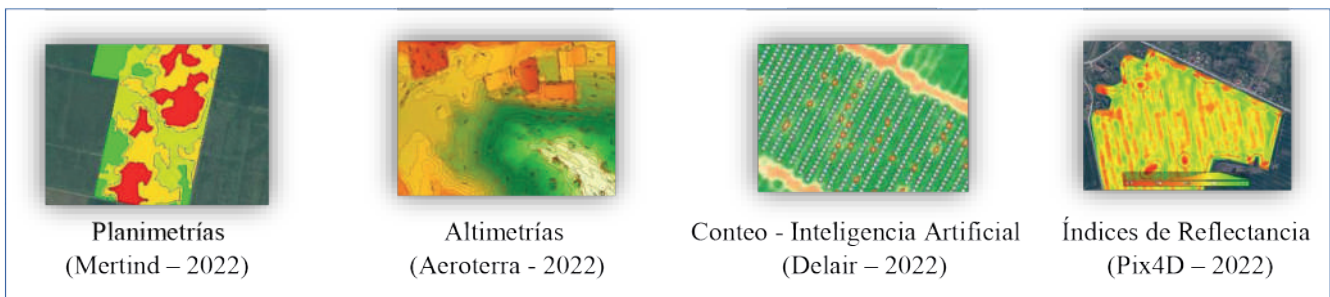 Planimetrías
(Mertind – 2022)
Altimetrías
(Aeroterra - 2022)
Conteo - Inteligencia Artificial
(Delair – 2022)
Índices de Reflectancia
(Pix4D – 2022)